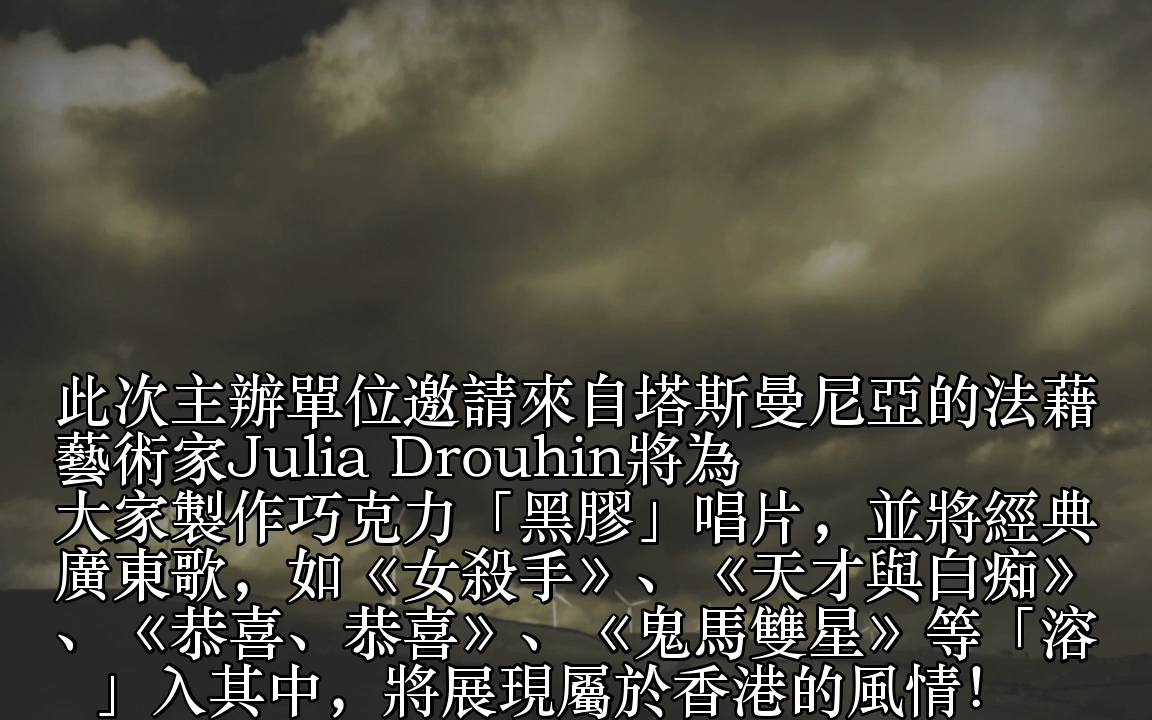 此次主辦單位邀請來自塔斯曼尼亞的法藉
藝術家Julia Drouhin將為
大家製作巧克力「黑膠」唱片，並將經典
廣東歌，如《女殺手》、《天才與白痴》
、《恭喜、恭喜》、《鬼馬雙星》等「溶
」入其中，將展現屬於香港的風情！